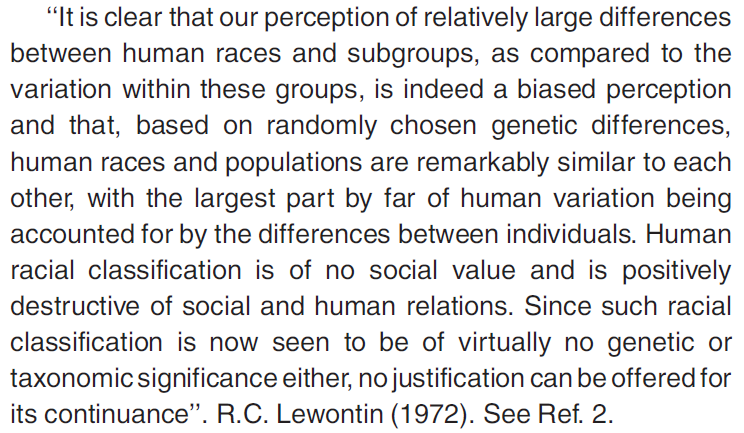 ‘‘It is clear that our perception of relatively large differences
between human races and subgroups, as compared to the
variation within these groups, is indeed a biased perception
and that, based on randomly chosen genetic differences,
human races and populations are remarkably similar to each
other, with the largest part by far of human variation being
accounted for by the differences between individuals. Human
racial classification is of no social value and is positively
destructive of social and human relations. Since such racial
classification is now seen to be of virtually no genetic or
taxonomic significance either, no justification can be offered for
its continuance’’. R.C. Lewontin (1972). See Ref. 2.